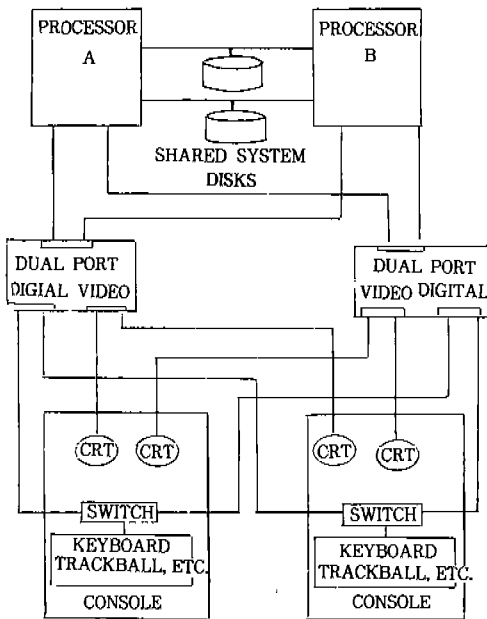 PROCESSOR
A
PROCESSOR
B
SHARED SYSTEM
DISKS
DUAL PORT
DIGIAL VIDEO
DUAL PORT
VIDEO DIGITAL
CRT
CRT
CRT
CRT
SWITCH
SWITCH
KEYBOARD
TRACKBALL, ETC.
KEYBOARD
TRACKBALL, ETC.
CONSOLE
CONSOLE